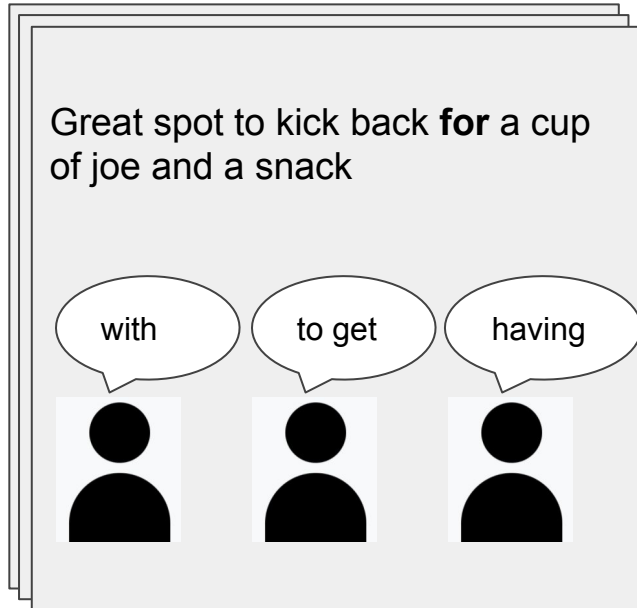 Great spot to kick back for a cup
of joe and a snack
with
to get
having